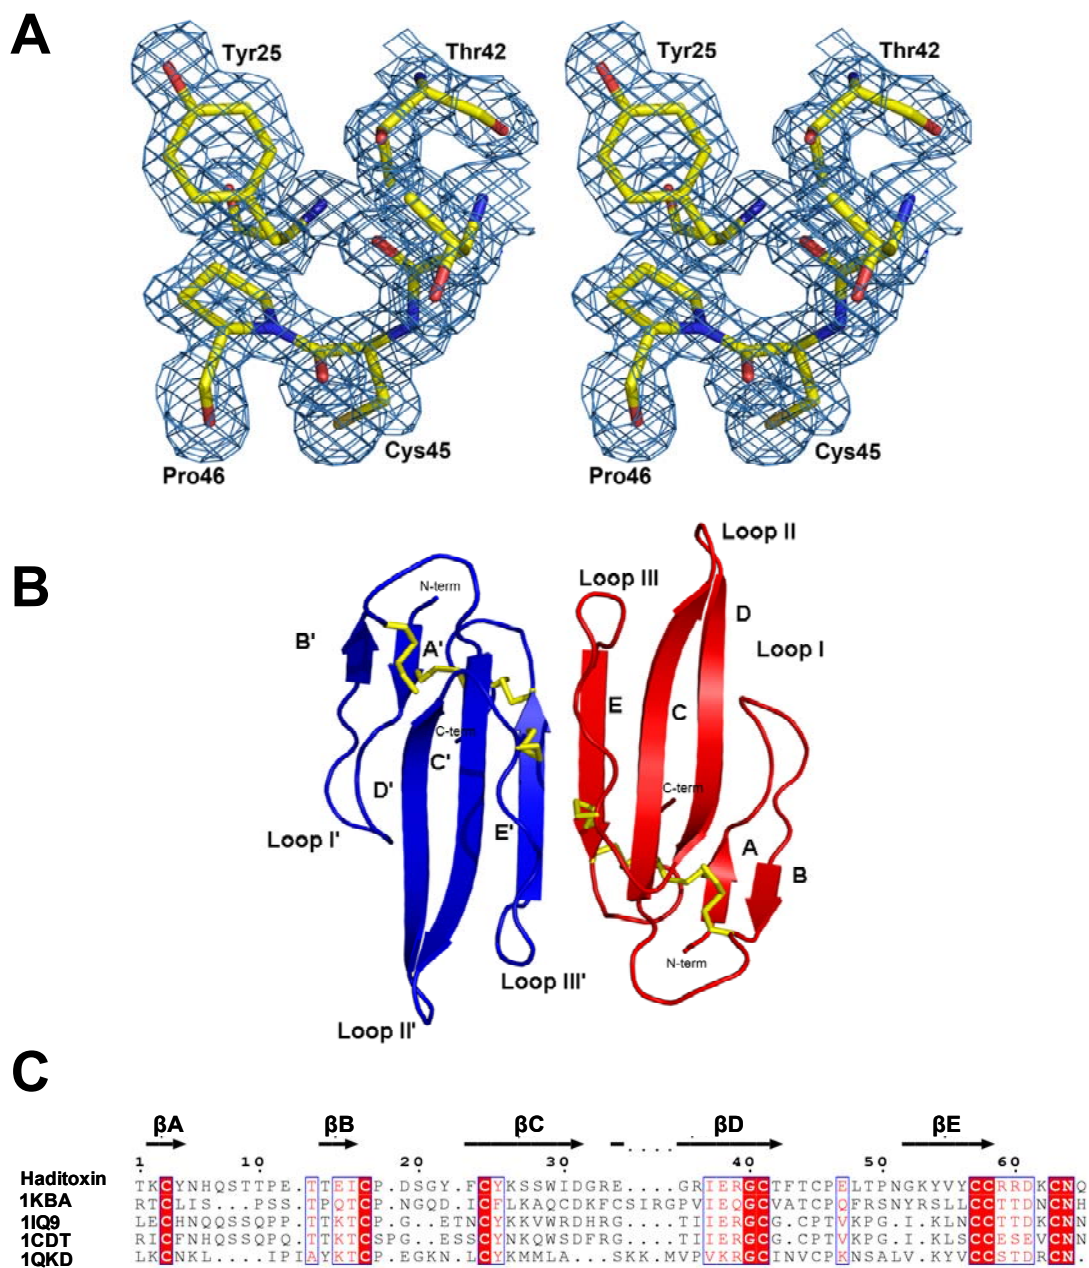 A
Tyr25 Thr42 Tyr25 Thr42
Cys45 Cys45
Pro46 Pro46
B
Loop II
Loop III
N-term
D
B' A'
Loop I
E C
C-term
C'
C-term
D'
E'
Loop I'
A
B
N-term
Loop III'
Loop II'
C
βA βB βC βD βE
1 10 20 30 40 50 60
Haditoxin TKCYNHQSTTPE.TTEICP.DSGY.FCYKSSWIDGRE....GRIERGCTFTCPELTPNGKYVYCCRRDKCNQ
1KBA RTCLIS...PSS.TPQTCP.NGQD.ICFLKAQCDKFCSIRGPVIEQGCVATCPQFRSNYRSLLCCTTDNCN.
1IQ9 LECHNQQSSQPP.TTKTCP.G..ETNCYKKVWRDHRG....TIIERGCG.CPTVKPG.I.KLNCCTTDKCN.
1CDT RICFNHQSSQPQ.TTKTCSPG..ESSCYNKQWSDFRG....TIIERGCG.CPTVKPG.I.KLSCCESEVCNN
1QKD LKCNKL....IPIAYKTCP.EGKN.LCYKMMLA...SKK.MVPVKRGCINVCPKNSALV.KYVCCSTDRCN.